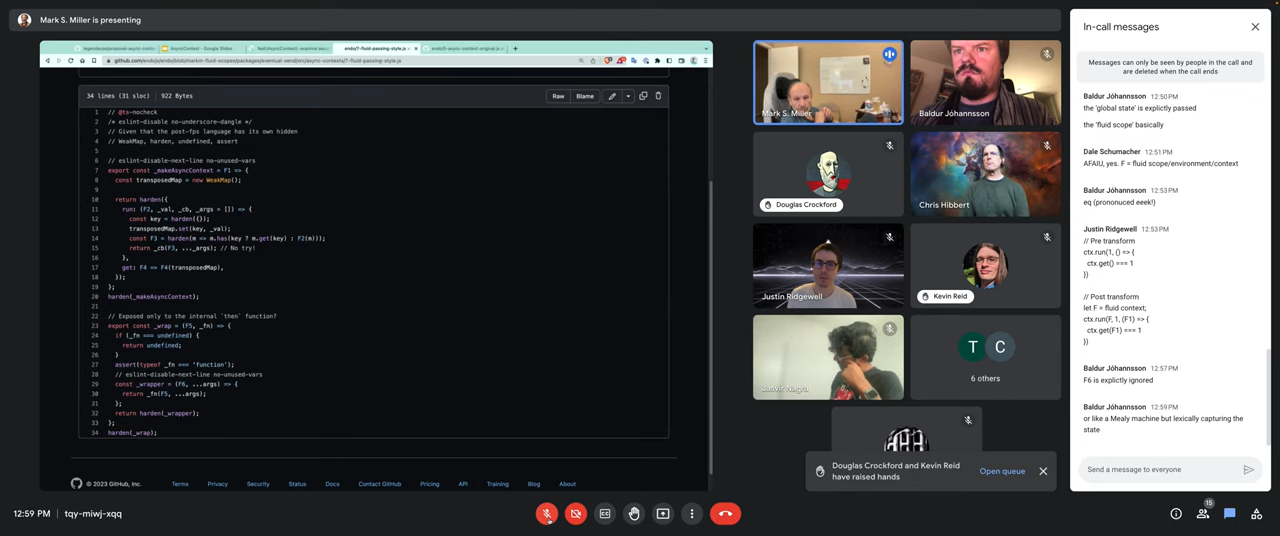 Mark S. Miller is presenting
AsyncContext - Google Slides
endo/7-fluid-passing-style.js
endo/5-async-context-original.js
github.com/endojs/endo/blob/markm-fluid-scopes/packages/eventual-send/src/async-contexts/7-fluid-passing-style.js
34 lines (31 sloc) 922 Bytes
Raw
Blame
1 // @ts-nocheck
2 /* eslint-disable no-underscore-dangle */
3 // Given that the post-fps language has its own hidden
4 // WeakMap, harden, undefined, assert
5
6 // eslint-disable-next-line no-unused-vars
7 export const _makeAsyncContext = F1 => {
8 const transposedMap = new WeakMap();
9
10 return harden({
11 run: (F2, _val, _cb, _args = []) => {
12 const key = harden({});
13 transposedMap.set(key, _val);
14 const F3 = harden(m => m.has(key ? m.get(key) : F2(m)));
15 return _cb(F3, ..._args); // No try!
16 },
17 get: F4 => F4(transposedMap),
18 });
19 };
20 harden(_makeAsyncContext);
21
22 // Exposed only to the internal `then` function?
23 export const _wrap = (F5, _fn) => {
24 if (_fn === undefined) {
25 return undefined;
26 }
27 assert(typeof _fn === 'function');
28 // eslint-disable-next-line no-unused-vars
29 const _wrapper = (F6, ...args) => {
30 return _fn(F5, ...args);
31 };
32 return harden(_wrapper);
33 };
34 harden(_wrap);
© 2023 GitHub, Inc.
Terms
Privacy
Security
Status
Docs
Contact GitHub
Pricing
API
Training
Blog
About
Mark S. Miller
Baldur Jóhannsson
Douglas Crockford
Chris Hibbert
Justin Ridgewell
Kevin Reid
Jasvir Nagra
T C
6 others
Douglas Crockford and Kevin Reid
have raised hands
Open queue
12:59 PM
tqy-miwj-xqq
15
In-call messages
Messages can only be seen by people in the call and
are deleted when the call ends
Baldur Jóhannsson 12:50 PM
the 'global state' is explictly passed
the 'fluid scope' basically
Dale Schumacher 12:51 PM
AFAIU, yes. F = fluid scope/environment/context
Baldur Jóhannsson 12:53 PM
eq (prononuced eeek!)
Justin Ridgewell 12:53 PM
// Pre transform
ctx.run(1, () => {
ctx.get() === 1
})
// Post transform
let F = fluid context;
ctx.run(F, 1, (F1) => {
ctx.get(F1) === 1
})
Baldur Jóhannsson 12:57 PM
F6 is explictly ignored
Baldur Jóhannsson 12:59 PM
or like a Mealy machine but lexically capturing the
state
Send a message to everyone